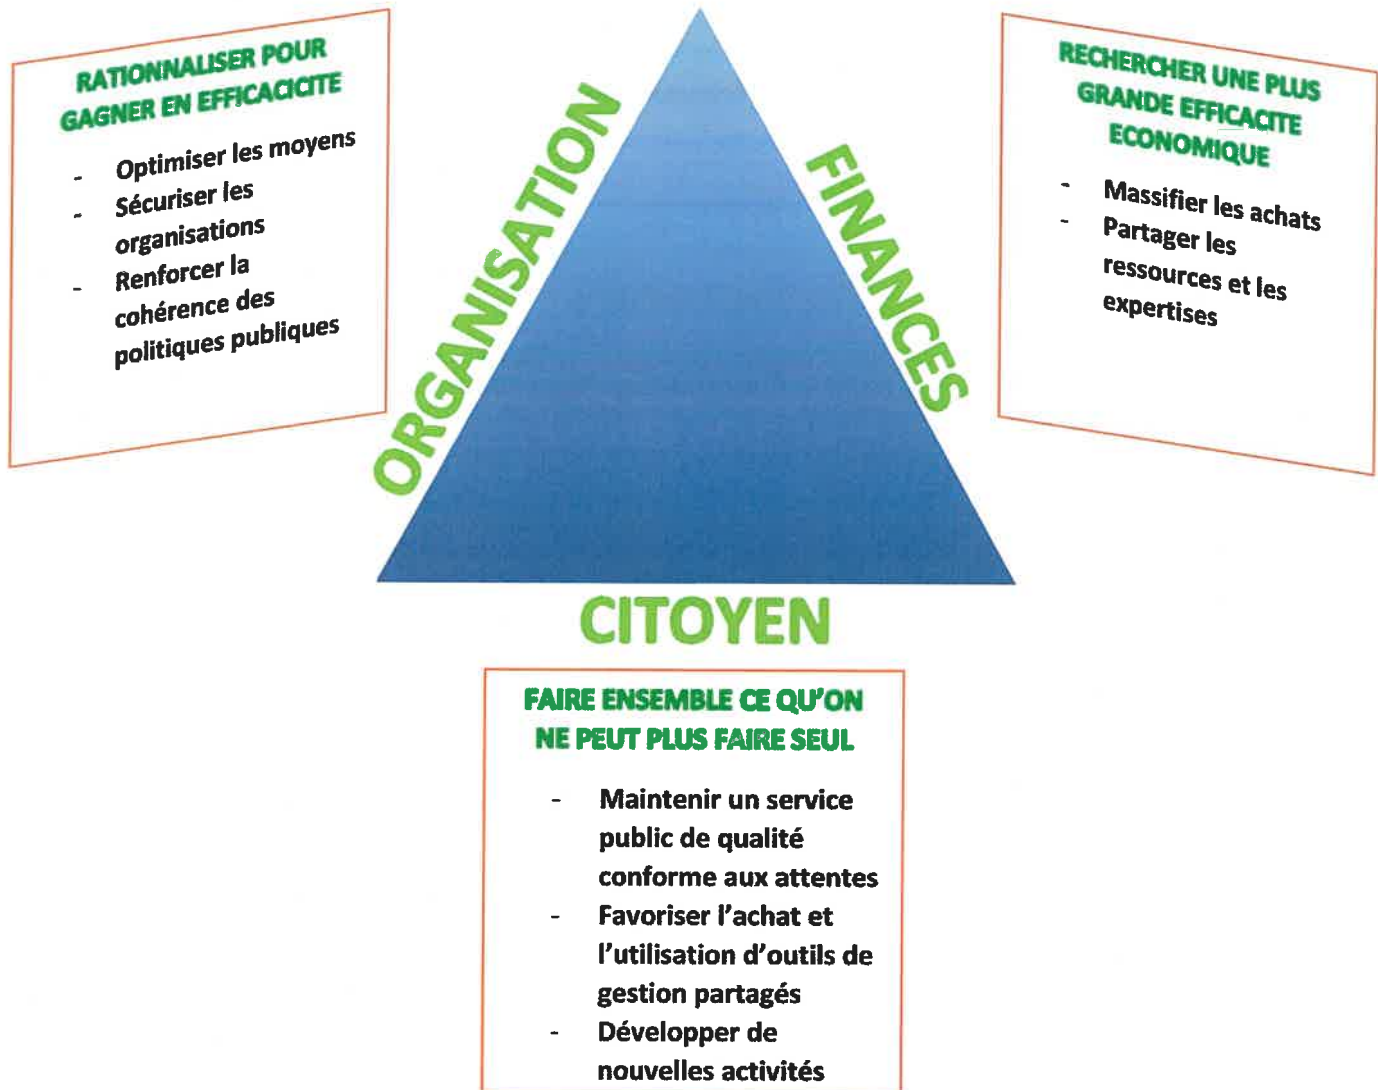 RATIONNALISER POUR
GAGNER EN EFFICACICITE
- Optimiser les moyens
- Sécuriser les
organisations
- Renforcer la
cohérence des
politiques publiques
ORGANISATION
FINANCES
RECHERCHER UNE PLUS
GRANDE EFFICACITE
ECONOMIQUE
- Massifier les achats
- Partager les
ressources et les
expertises
CITOYEN
FAIRE ENSEMBLE CE QU'ON
NE PEUT PLUS FAIRE SEUL
- Maintenir un service
public de qualité
conforme aux attentes
- Favoriser l'achat et
l'utilisation d'outils de
gestion partagés
- Développer de
nouvelles activités